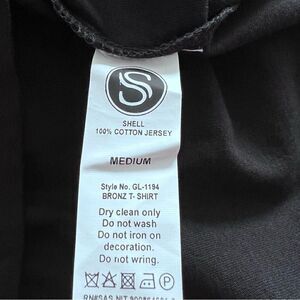 S
SHELL
100% COTTON JERSEY
MEDIUM
Style No. GL-1194
BRONZ T- SHIRT
Dry clean only
Do not wash
Do not iron on
decoration.
Do not wring.
P